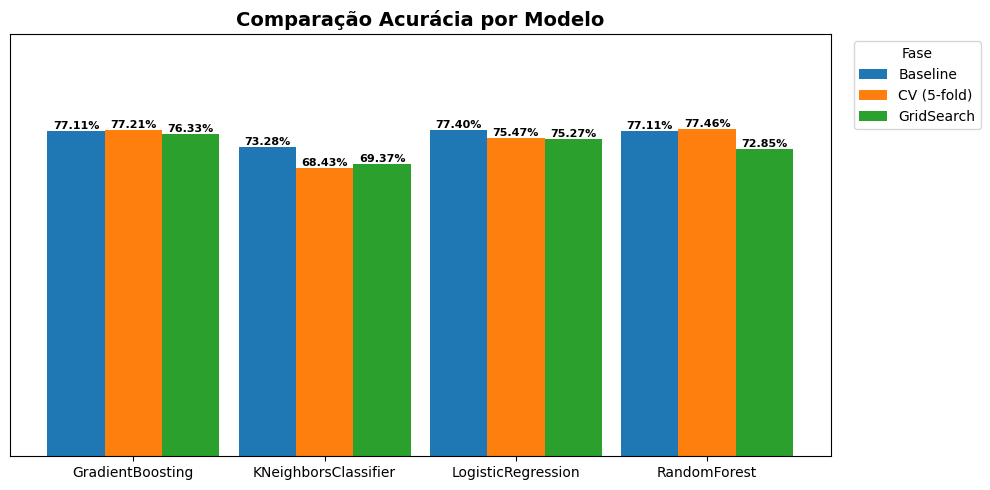 Comparação Acurácia por Modelo
Fase
Baseline
CV (5-fold)
GridSearch
77.11% 77.21% 76.33%
73.28% 68.43% 69.37%
77.40% 75.47% 75.27%
77.11% 77.46% 72.85%
GradientBoosting KNeighborsClassifier LogisticRegression RandomForest